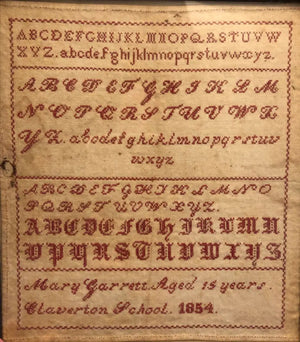 ABCDEFGHIJKLMNOPQRSTUVW
XYZ. abcdefghijklmnopqrstuvwxyz.
ABCDEFGHIJKLM
NOPQRSTUVWX
YZ. abcdefghijklmnopqrstuv
wxyz
ABCDEFGHIJKLMNO
PQRSTUVWXYZ.
ABCDEFGHIJKLMN
OPQRSTUVWXYZ
Mary Garrett. Aged 15 years.
Claverton School. 1854.